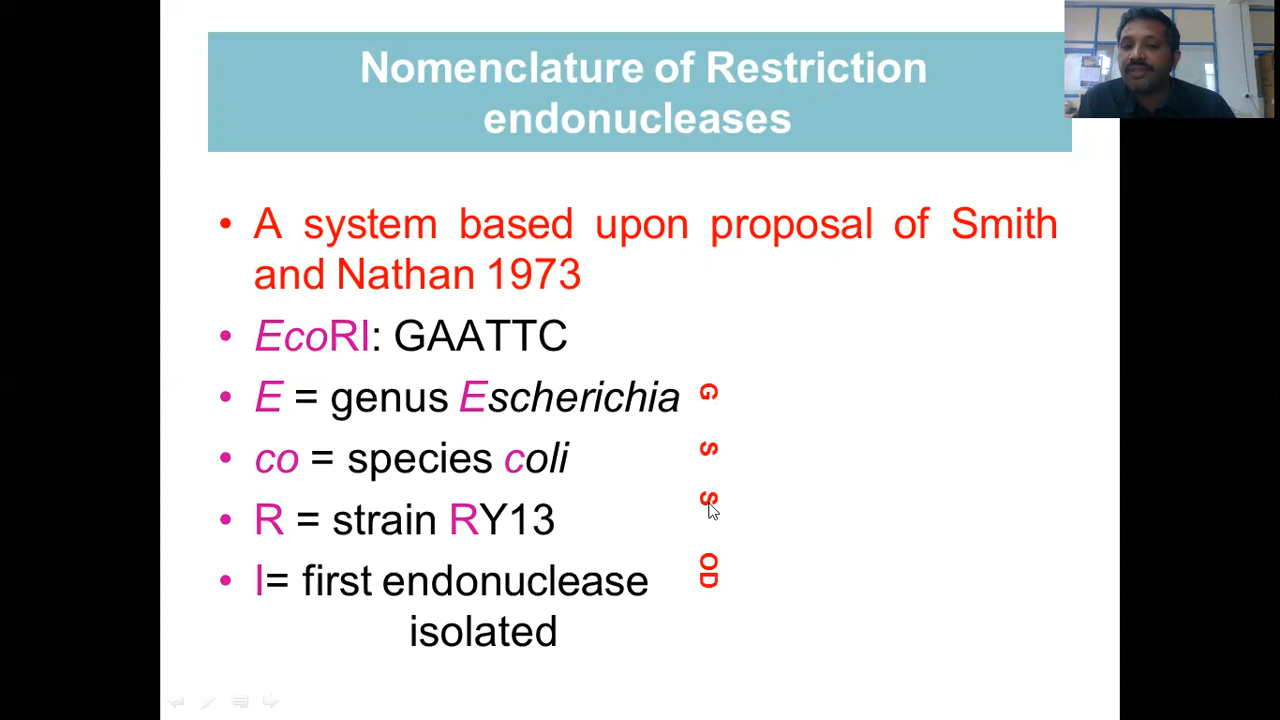 Nomenclature of Restriction
endonucleases
• A system based upon proposal of Smith
and Nathan 1973
• EcoRI: GAATTC
• E = genus Escherichia
G
• co = species coli
S
• R = strain RY13
S
• I= first endonuclease
OD
isolated